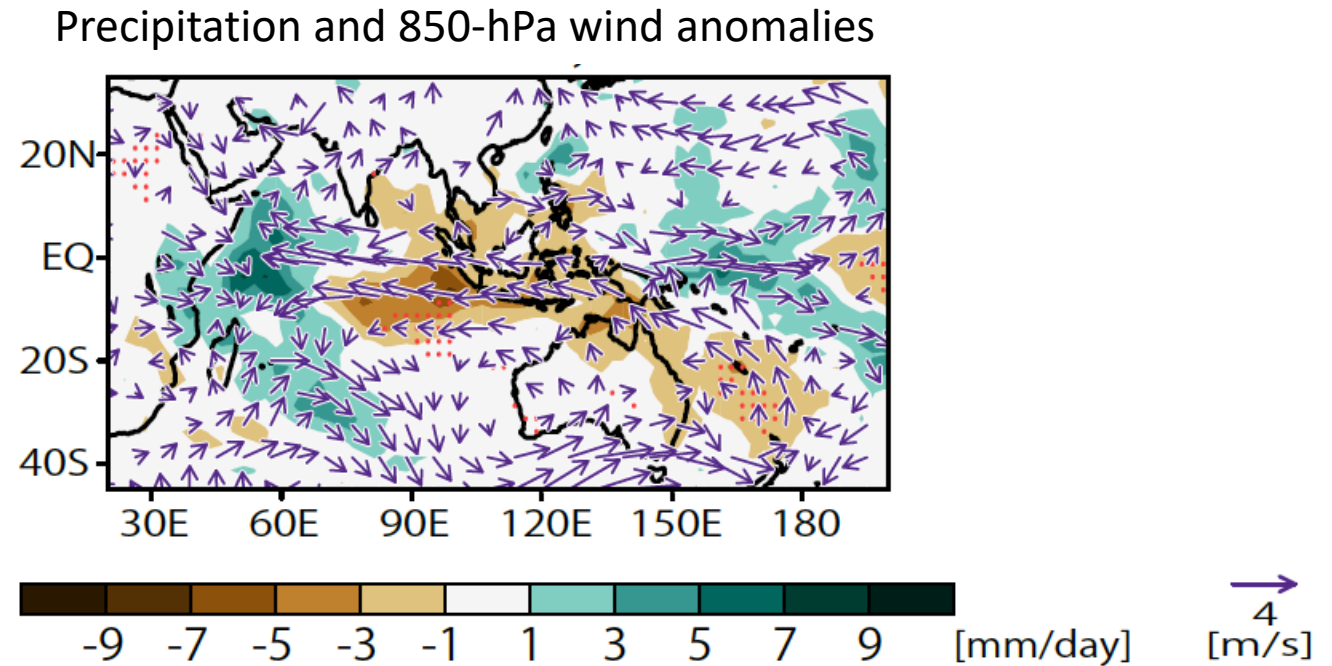 Precipitation and 850-hPa wind anomalies
20N
EQ
20S
40S
30E 60E 90E 120E 150E 180
-9 -7 -5 -3 -1 1 3 5 7 9 [mm/day]
4
[m/s]